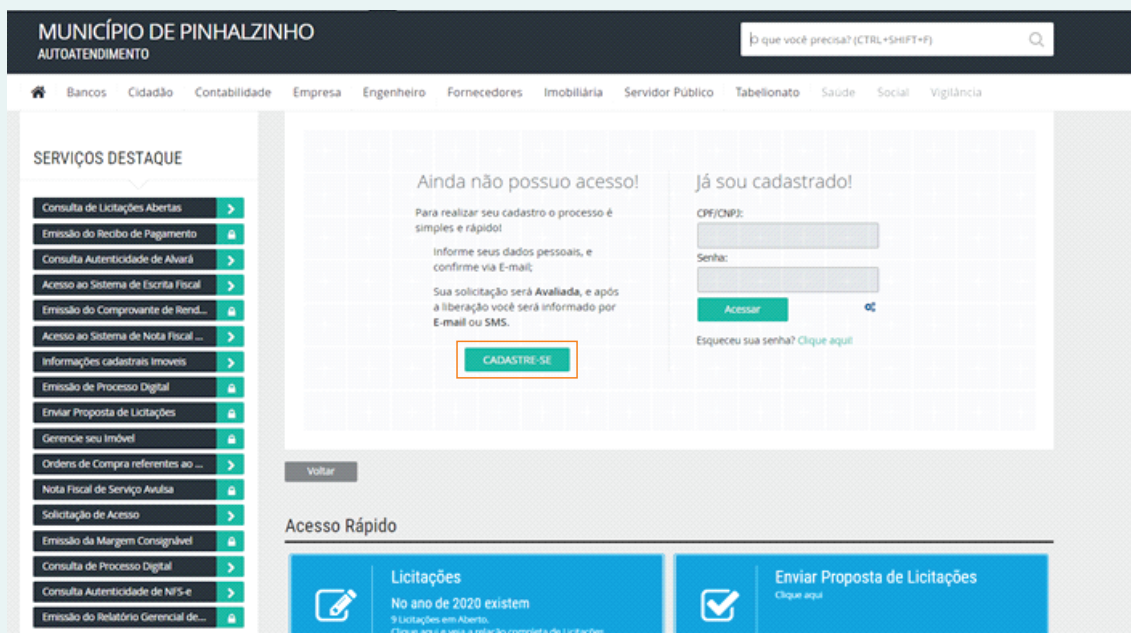 MUNICÍPIO DE PINHALZINHO
AUTOATENDIMENTO
O que você precisa? (CTRL+SHIFT+F)
Bancos Cidadão Contabilidade Empresa Engenheiro Fornecedores Imobiliária Servidor Público Tabelionato Saúde Social Vigilância
SERVIÇOS DESTAQUE
Consulta de Licitações Abertas
Emissão do Recibo de Pagamento
Consulta Autenticidade de Alvará
Acesso ao Sistema de Escrita Fiscal
Emissão do Comprovante de Rend...
Acesso ao Sistema de Nota Fiscal ...
Informações cadastrais Imoveis
Emissão de Processo Digital
Enviar Proposta de Licitações
Gerencie seu Imóvel
Ordens de Compra referentes ao ...
Nota Fiscal de Serviço Avulsa
Solicitação de Acesso
Emissão da Margem Consignável
Consulta de Processo Digital
Consulta Autenticidade de NFS-e
Emissão do Relatório Gerencial de...
Ainda não possuo acesso!
Para realizar seu cadastro o processo é
simples e rápido!
Informe seus dados pessoais, e
confirme via E-mail;
Sua solicitação será Avaliada, e após
a liberação você será informado por
E-mail ou SMS.
CADASTRE-SE
Já sou cadastrado!
CPF/CNPJ:
Senha:
Acessar
Esqueceu sua senha? Clique aqui!
Voltar
Acesso Rápido
Licitações
No ano de 2020 existem
9 Licitações em Aberto.
Clique aqui e veja a relação completa de Licitações
Enviar Proposta de Licitações
Clique aqui